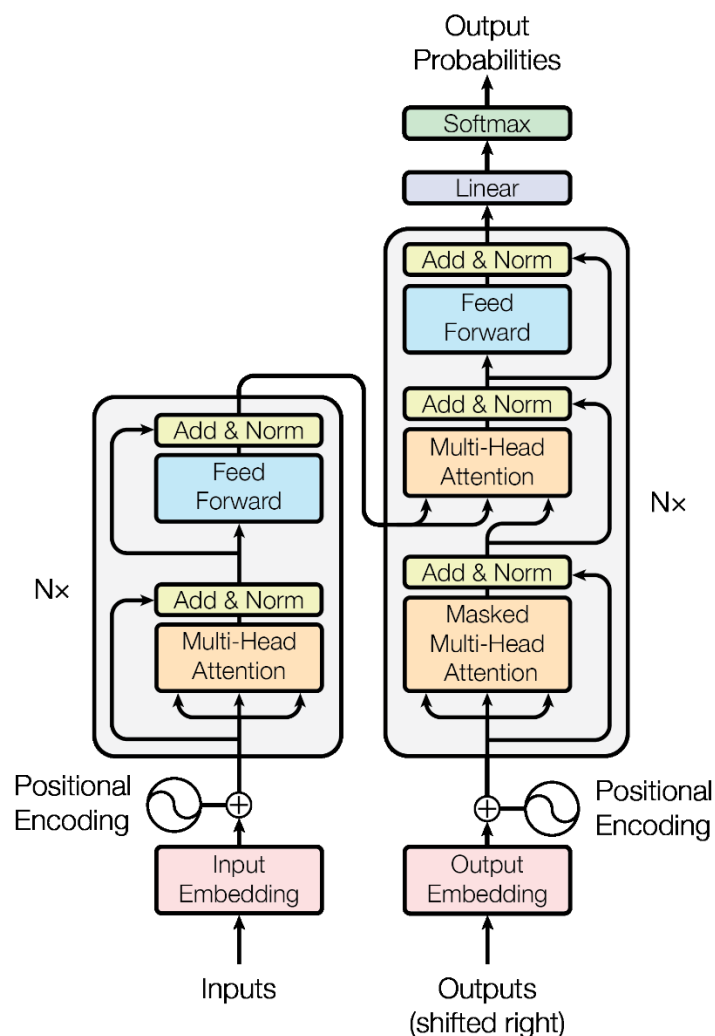 Output
Probabilities
Softmax
Linear
Add & Norm
Feed
Forward
Add & Norm
Multi-Head
Attention
Add & Norm
Masked
Multi-Head
Attention
Nx
Add & Norm
Feed
Forward
Add & Norm
Multi-Head
Attention
Nx
Positional
Encoding
Positional
Encoding
Input
Embedding
Output
Embedding
Inputs
Outputs
(shifted right)